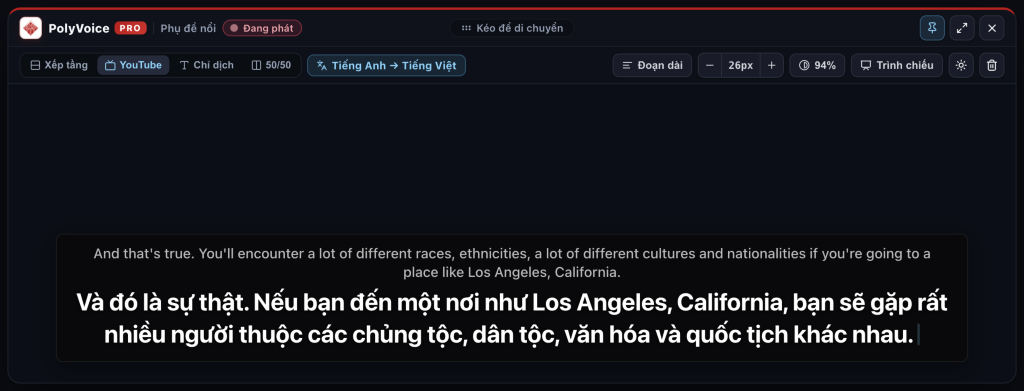 PolyVoice PRO Phụ đề nổi Đang phát Kéo để di chuyển
Xếp tầng YouTube Chỉ dịch 50/50 Tiếng Anh → Tiếng Việt Đoạn dài − 26px + 94% Trình chiếu
And that's true. You'll encounter a lot of different races, ethnicities, a lot of different cultures and nationalities if you're going to a
place like Los Angeles, California.
Và đó là sự thật. Nếu bạn đến một nơi như Los Angeles, California, bạn sẽ gặp rất
nhiều người thuộc các chủng tộc, dân tộc, văn hóa và quốc tịch khác nhau.